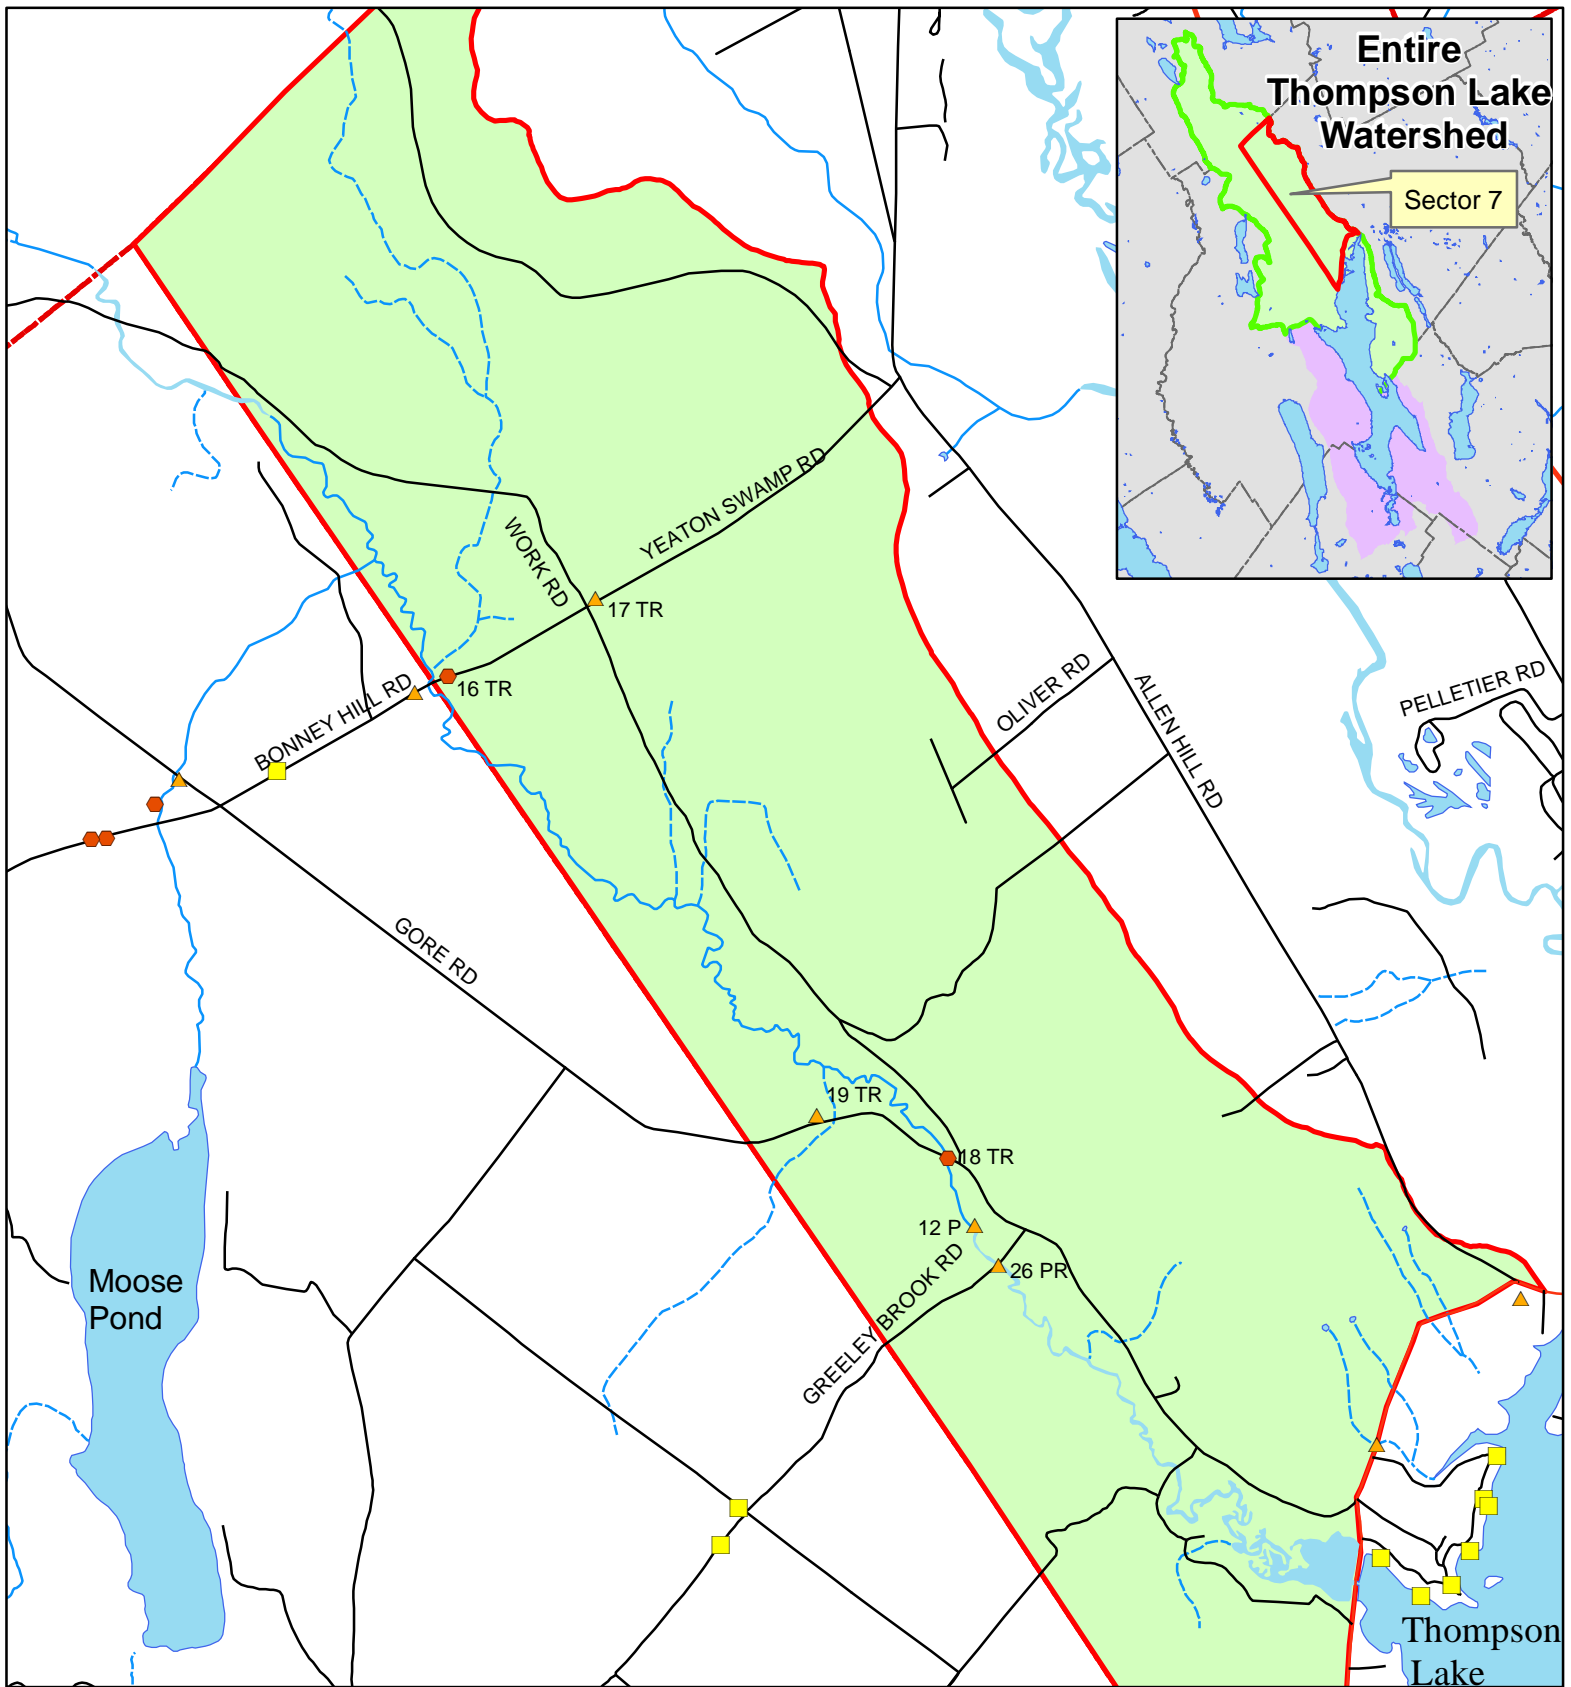 Entire
Thompson Lake
Watershed
Sector 7
YEATON SWAMP RD
WORK RD
17 TR
16 TR
BONNEY HILL RD
OLIVER RD
ALLEN HILL RD
PELLETIER RD
GORE RD
19 TR
18 TR
12 P
26 PR
GREELEY BROOK RD
Moose
Pond
Thompson
Lake